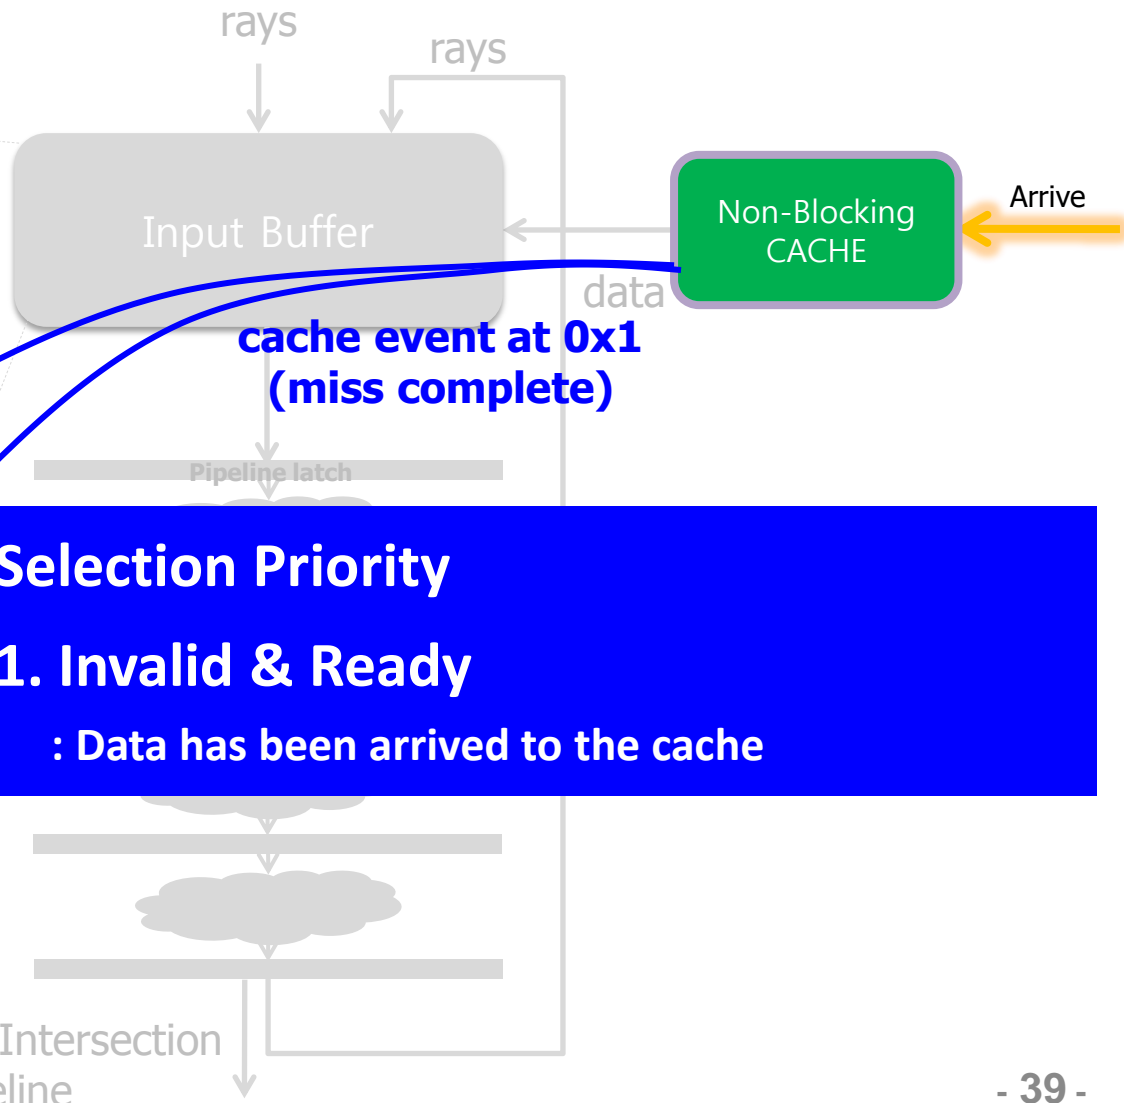 rays
rays
Input Buffer
Non-Blocking
CACHE
Arrive
data
cache event at 0x1
(miss complete)
Pipeline latch
Selection Priority
1. Invalid & Ready
: Data has been arrived to the cache
Intersection
eline
- 39 -